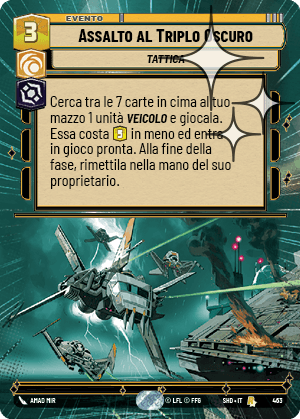 3
EVENTO
ASSALTO AL TRIPLO OSCURO
TATTICA
Cerca tra le 7 carte in cima al tuo
mazzo 1 unità VEICOLO e giocala.
Essa costa 5 in meno ed entra
in gioco pronta. Alla fine della
fase, rimettila nella mano del suo
proprietario.
AMAD MIR
© LFL © FFG
SHD • IT
463